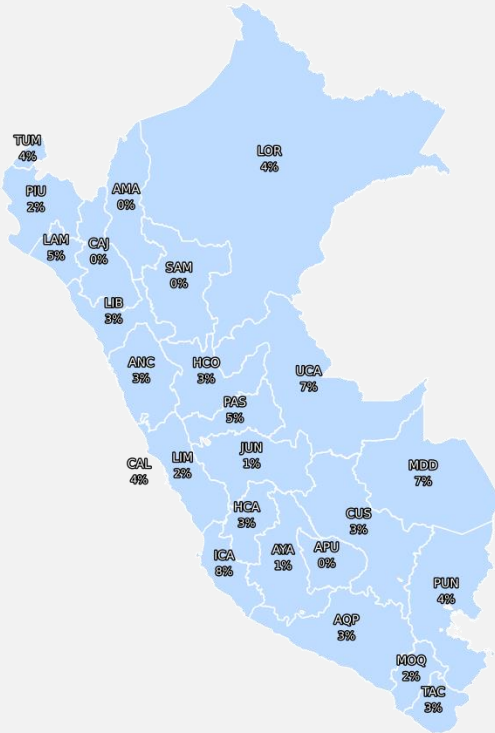 LOR
4%
TUM
4%
PIU
2%
AMA
0%
LAM
5%
CAJ
0%
SAM
0%
LIB
3%
ANC
3%
HCO
3%
UCA
7%
PAS
5%
JUN
1%
CAL
4%
LIM
2%
MDD
7%
HCA
3%
CUS
3%
ICA
8%
AYA
1%
APU
0%
PUN
4%
AQP
3%
MOQ
2%
TAC
3%